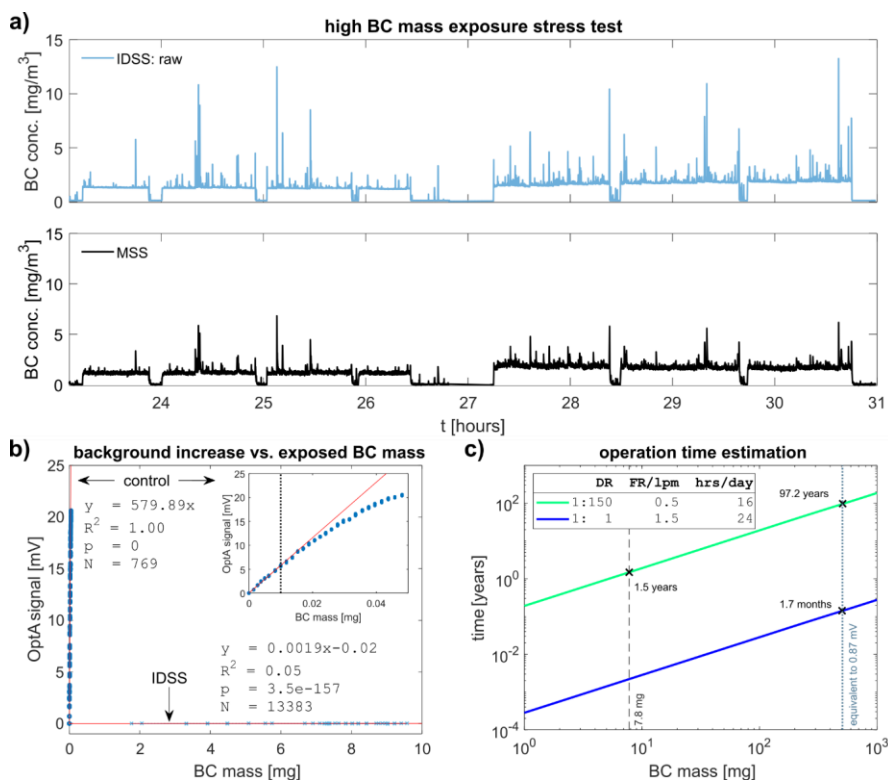 a)
high BC mass exposure stress test
BC conc. [mg/m³]
15
10
5
0
IDSS: raw
BC conc. [mg/m³]
15
10
5
0
MSS
24 25 26 27 28 29 30 31
t [hours]
b) background increase vs. exposed BC mass
OptA signal [mV]
25
20
15
10
5
0
control
y = 579.89x
R² = 1.00
p = 0
N = 769
OptA signal [mV]
25
20
15
10
5
0
0 0.02 0.04
BC mass [mg]
y = 0.0019x-0.02
R² = 0.05
p = 3.5e-157
N = 13383
IDSS
0 2 4 6 8 10
BC mass [mg]
c) operation time estimation
DR FR/lpm hrs/day
1:150 0.5 16
1: 1 1.5 24
97.2 years
1.5 years
1.7 months
7.8 mg
equivalent to 0.87 mV
time [years]
10²
10⁰
10⁻²
10⁻⁴
10⁰ 10¹ 10² 10³
BC mass [mg]